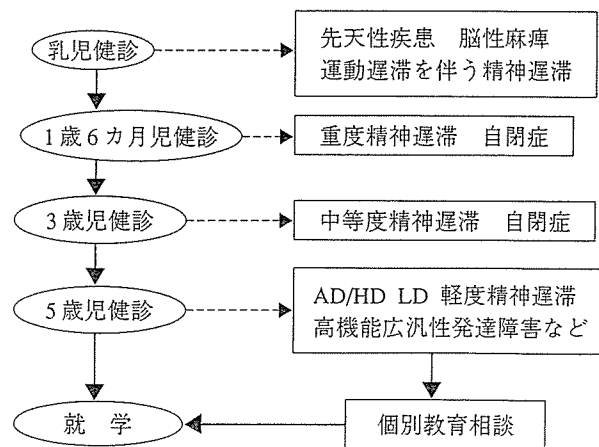 乳児健診
先天性疾患 脳性麻痺
運動遅滞を伴う精神遅滞
1歳6カ月児健診
重度精神遅滞 自閉症
3歳児健診
中等度精神遅滞 自閉症
5歳児健診
AD/HD LD 軽度精神遅滞
高機能広汎性発達障害など
就 学
個別教育相談